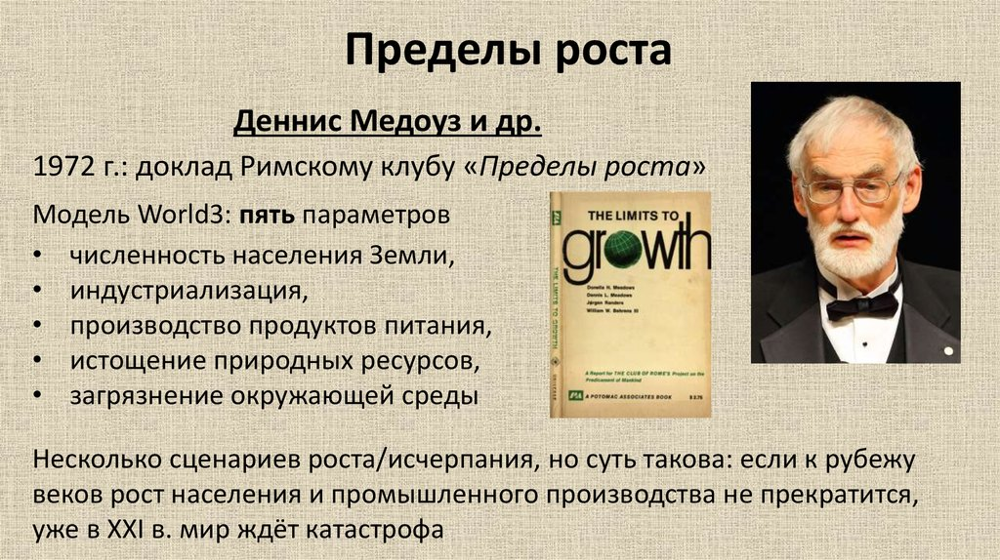 Пределы роста
Деннис Медоуз и др.
1972 г.: доклад Римскому клубу «Пределы роста»
Модель World3: пять параметров
• численность населения Земли,
• индустриализация,
• производство продуктов питания,
• истощение природных ресурсов,
• загрязнение окружающей среды
THE LIMITS TO
growth
Donella H. Meadows
Dennis L. Meadows
Jørgen Randers
William W. Behrens III
A Report for THE CLUB OF ROME'S Project on the
Predicament of Mankind
A POTOMAC ASSOCIATES BOOK $2.75
THE LIMITS TO GROWTH
Несколько сценариев роста/исчерпания, но суть такова: если к рубежу
веков рост населения и промышленного производства не прекратится,
уже в XXI в. мир ждёт катастрофа